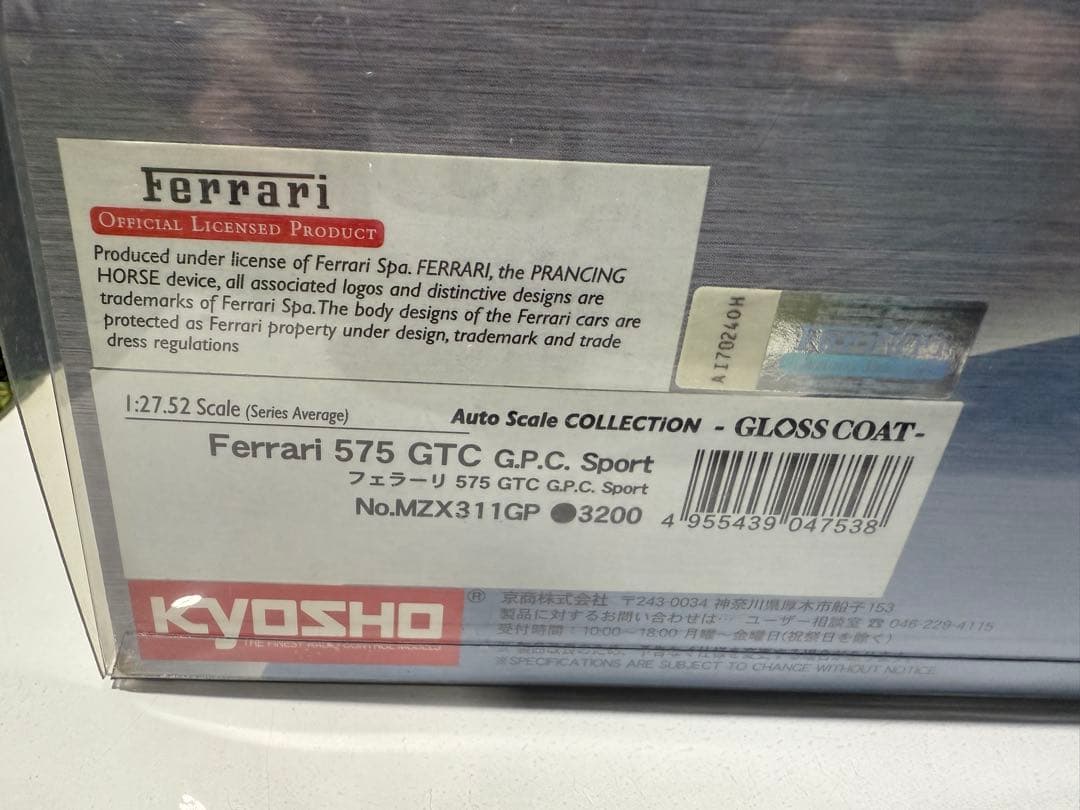 Ferrari
OFFICIAL LICENSED PRODUCT
Produced under license of Ferrari Spa. FERRARI, the PRANCING
HORSE device, all associated logos and distinctive designs are
trademarks of Ferrari Spa.The body designs of the Ferrari cars are
protected as Ferrari property under design, trademark and trade
dress regulations
AI70240H
1:27.52 Scale (Series Average)
Auto Scale COLLECTION - GLOSS COAT-
Ferrari 575 GTC G.P.C. Sport
フェラーリ 575 GTC G.P.C. Sport
No.MZX311GP ●3200
4 955439 047538
KYOSHO ®
THE FINEST RADIO CONTROL MODELS
京商株式会社 〒243-0034 神奈川県厚木市船子153
製品に対するお問い合わせは… ユーザー相談室 ☎ 046-229-4115
受付時間:10:00～18:00 月曜～金曜日(祝祭日を除く)
※SPECIFICATIONS ARE SUBJECT TO CHANGE WITHOUT NOTICE.